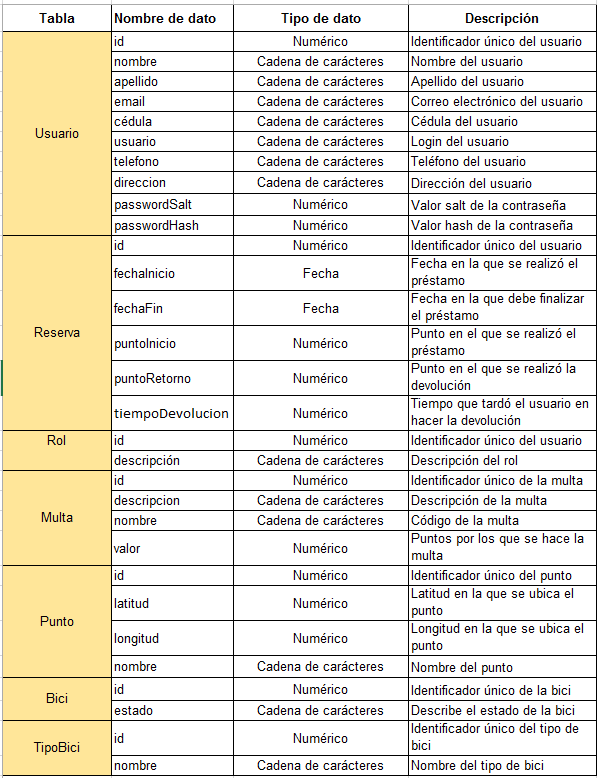 Tabla Nombre de dato Tipo de dato Descripción
Usuario
id Numérico Identificador único del usuario
nombre Cadena de carácteres Nombre del usuario
apellido Cadena de carácteres Apellido del usuario
email Cadena de carácteres Correo electrónico del usuario
cédula Cadena de carácteres Cédula del usuario
usuario Cadena de carácteres Login del usuario
telefono Cadena de carácteres Teléfono del usuario
direccion Cadena de carácteres Dirección del usuario
passwordSalt Numérico Valor salt de la contraseña
passwordHash Numérico Valor hash de la contraseña
Reserva
id Numérico Identificador único del usuario
fechaInicio Fecha Fecha en la que se realizó el
préstamo
fechaFin Fecha Fecha en la que debe finalizar
el préstamo
puntoInicio Numérico Punto en el que se realizó el
préstamo
puntoRetorno Numérico Punto en el que se realizó la
devolución
tiempoDevolucion Numérico Tiempo que tardó el usuario en
hacer la devolución
Rol
id Numérico Identificador único del usuario
descripción Cadena de carácteres Descripción del rol
Multa
id Numérico Identificador único de la multa
descripcion Cadena de carácteres Descripción de la multa
nombre Cadena de carácteres Código de la multa
valor Numérico Puntos por los que se hace la
multa
Punto
id Numérico Identificador único del punto
latitud Numérico Latitud en la que se ubica el
punto
longitud Numérico Longitud en la que se ubica el
punto
nombre Cadena de carácteres Nombre del punto
Bici
id Numérico Identificador único de la bici
estado Cadena de carácteres Describe el estado de la bici
TipoBici
id Numérico Identificador único del tipo de
bici
nombre Cadena de carácteres Nombre del tipo de bici